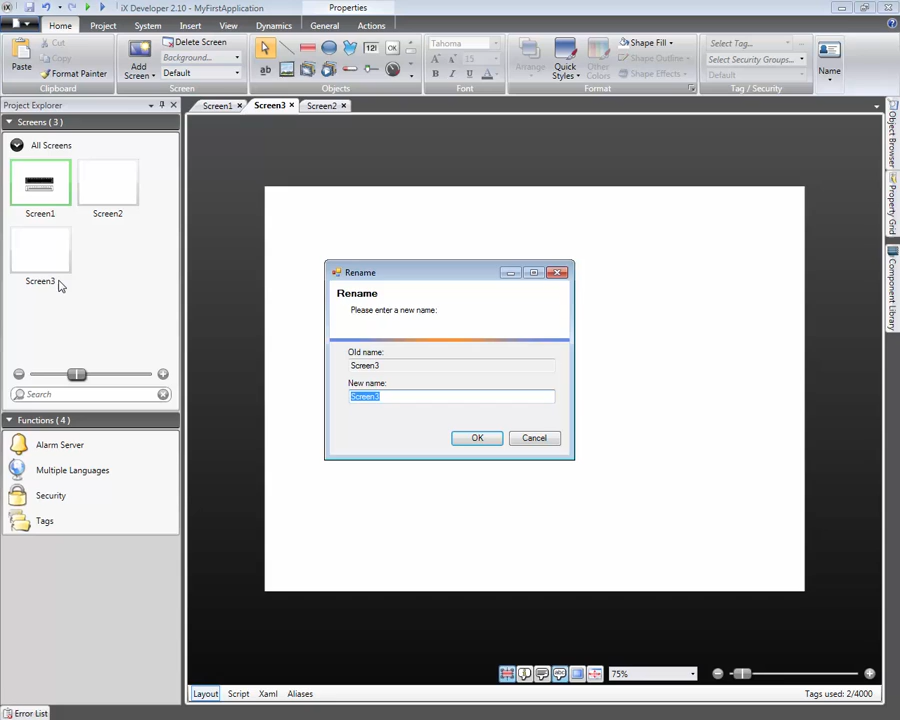 iX Developer 2.10 - MyFirstApplication
Properties
Home
Project
System
Insert
View
Dynamics
General
Actions
Paste
Cut
Copy
Format Painter
Clipboard
Add Screen
Delete Screen
Background...
Default
Screen
ab
123
OK
Objects
Tahoma
15
B
I
U
A
Font
Arrange
Quick Styles
Other Colors
Shape Fill
Shape Outline
Shape Effects
Format
Select Tag...
Select Security Groups...
Default
Tag / Security
Name
Project Explorer
Screen1
Screen3
Screen2
Screens ( 3 )
All Screens
Screen1
Screen2
Screen3
Search
Functions ( 4 )
Alarm Server
Multiple Languages
Security
Tags
Rename
Rename
Please enter a new name:
Old name:
Screen3
New name:
Screen3
OK
Cancel
Object Browser
Property Grid
Component Library
abc
75%
Layout
Script
Xaml
Aliases
Tags used: 2/4000
Error List